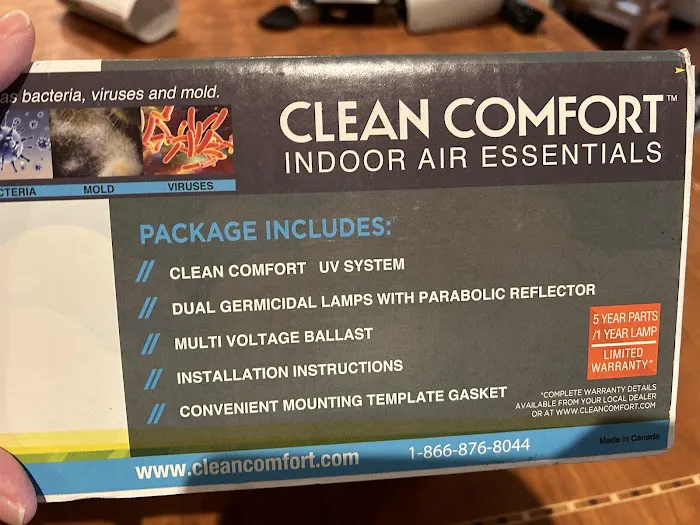 as bacteria, viruses and mold.
CTERIA MOLD VIRUSES
CLEAN COMFORT™
INDOOR AIR ESSENTIALS
PACKAGE INCLUDES:
// CLEAN COMFORT UV SYSTEM
// DUAL GERMICIDAL LAMPS WITH PARABOLIC REFLECTOR
// MULTI VOLTAGE BALLAST
// INSTALLATION INSTRUCTIONS
// CONVENIENT MOUNTING TEMPLATE GASKET
5 YEAR PARTS
/1 YEAR LAMP
LIMITED
WARRANTY*
*COMPLETE WARRANTY DETAILS
AVAILABLE FROM YOUR LOCAL DEALER
OR AT WWW.CLEANCOMFORT.COM
www.cleancomfort.com 1-866-876-8044 Made in Canada